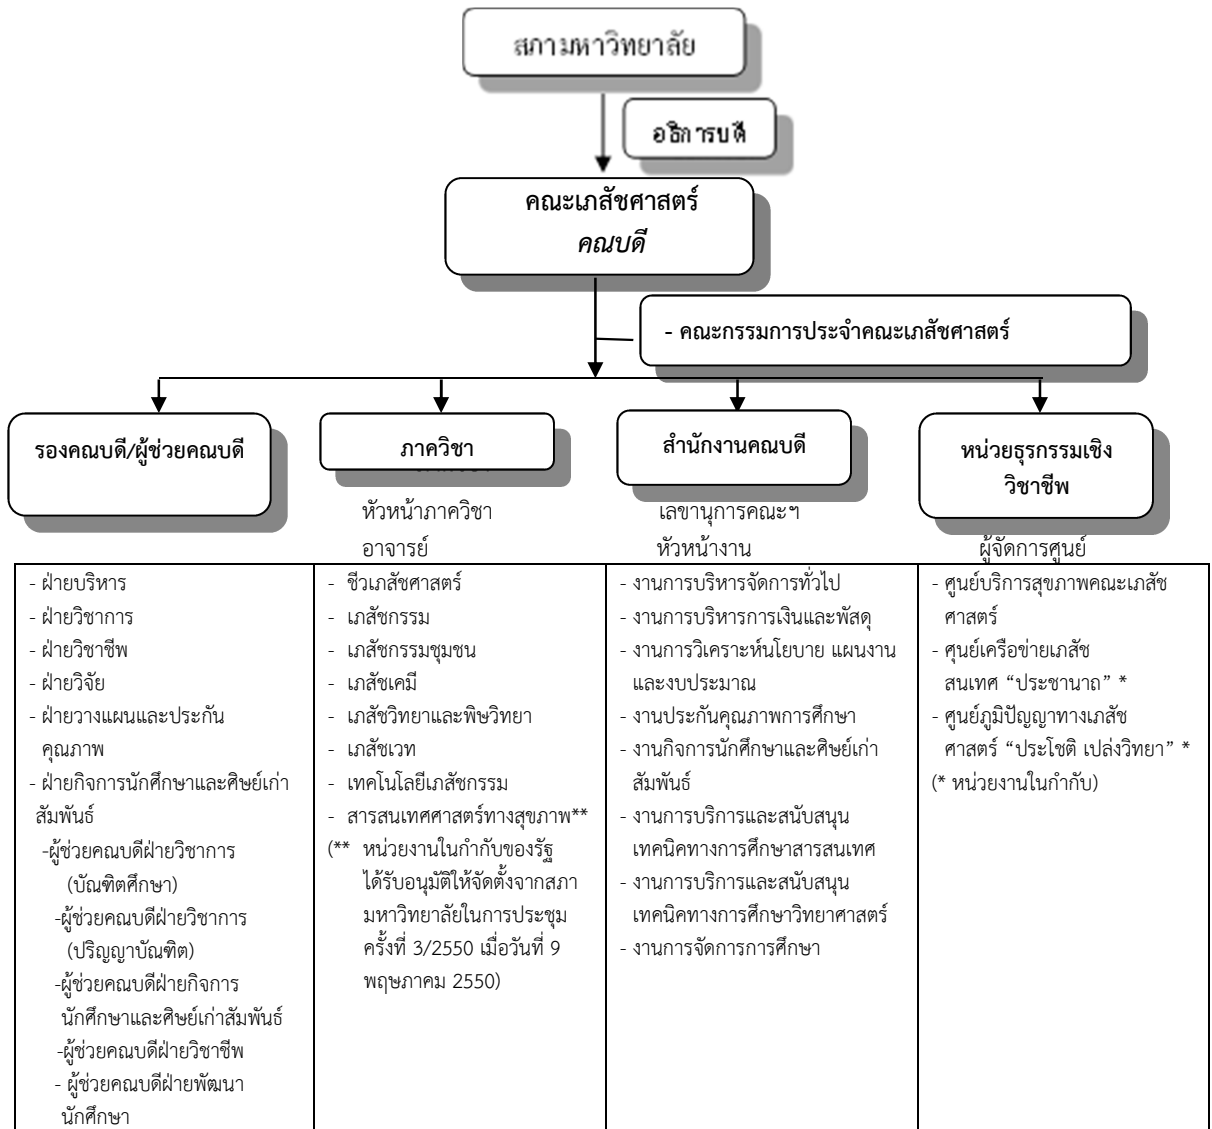 สภามหาวิทยาลัย
อธิการบดี
คณะเภสัชศาสตร์
คณบดี
- คณะกรรมการประจำคณะเภสัชศาสตร์
รองคณบดี/ผู้ช่วยคณบดี
ภาควิชา
สำนักงานคณบดี
หน่วยธุรกรรมเชิง
วิชาชีพ
หัวหน้าภาควิชา
อาจารย์
เลขานุการคณะฯ
หัวหน้างาน
ผู้จัดการศูนย์
- ฝ่ายบริหาร
- ฝ่ายวิชาการ
- ฝ่ายวิชาชีพ
- ฝ่ายวิจัย
- ฝ่ายวางแผนและประกัน
คุณภาพ
- ฝ่ายกิจการนักศึกษาและศิษย์เก่า
สัมพันธ์
-ผู้ช่วยคณบดีฝ่ายวิชาการ
(บัณฑิตศึกษา)
-ผู้ช่วยคณบดีฝ่ายวิชาการ
(ปริญญาบัณฑิต)
-ผู้ช่วยคณบดีฝ่ายกิจการ
นักศึกษาและศิษย์เก่าสัมพันธ์
-ผู้ช่วยคณบดีฝ่ายวิชาชีพ
- ผู้ช่วยคณบดีฝ่ายพัฒนา
นักศึกษา
- ชีวเภสัชศาสตร์
- เภสัชกรรม
- เภสัชกรรมชุมชน
- เภสัชเคมี
- เภสัชวิทยาและพิษวิทยา
- เภสัชเวท
- เทคโนโลยีเภสัชกรรม
- สารสนเทศศาสตร์ทางสุขภาพ**
(** หน่วยงานในกำกับของรัฐ
ได้รับอนุมัติให้จัดตั้งจากสภา
มหาวิทยาลัยในการประชุม
ครั้งที่ 3/2550 เมื่อวันที่ 9
พฤษภาคม 2550)
- งานการบริหารจัดการทั่วไป
- งานการบริหารการเงินและพัสดุ
- งานการวิเคราะห์นโยบาย แผนงาน
และงบประมาณ
- งานประกันคุณภาพการศึกษา
- งานกิจการนักศึกษาและศิษย์เก่า
สัมพันธ์
- งานการบริการและสนับสนุน
เทคนิคทางการศึกษาสารสนเทศ
- งานการบริการและสนับสนุน
เทคนิคทางการศึกษาวิทยาศาสตร์
- งานการจัดการการศึกษา
- ศูนย์บริการสุขภาพคณะเภสัช
ศาสตร์
- ศุนย์เครือข่ายเภสัช
สนเทศ “ประชานาถ” *
- ศูนย์ภูมิปัญญาทางเภสัช
ศาสตร์ “ประโชติ เปล่งวิทยา” *
(* หน่วยงานในกำกับ)